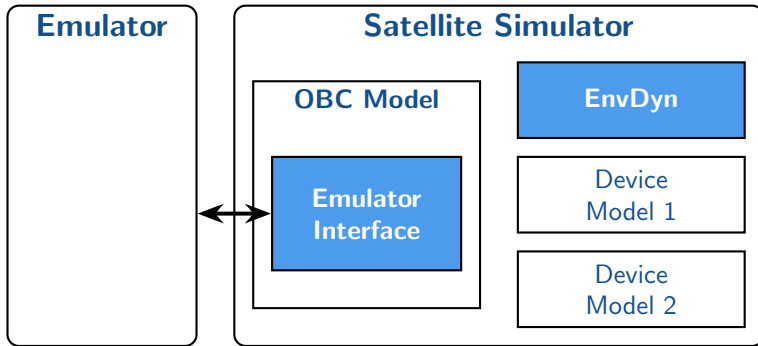 Emulator
Satellite Simulator
OBC Model
Emulator
Interface
EnvDyn
Device
Model 1
Device
Model 2